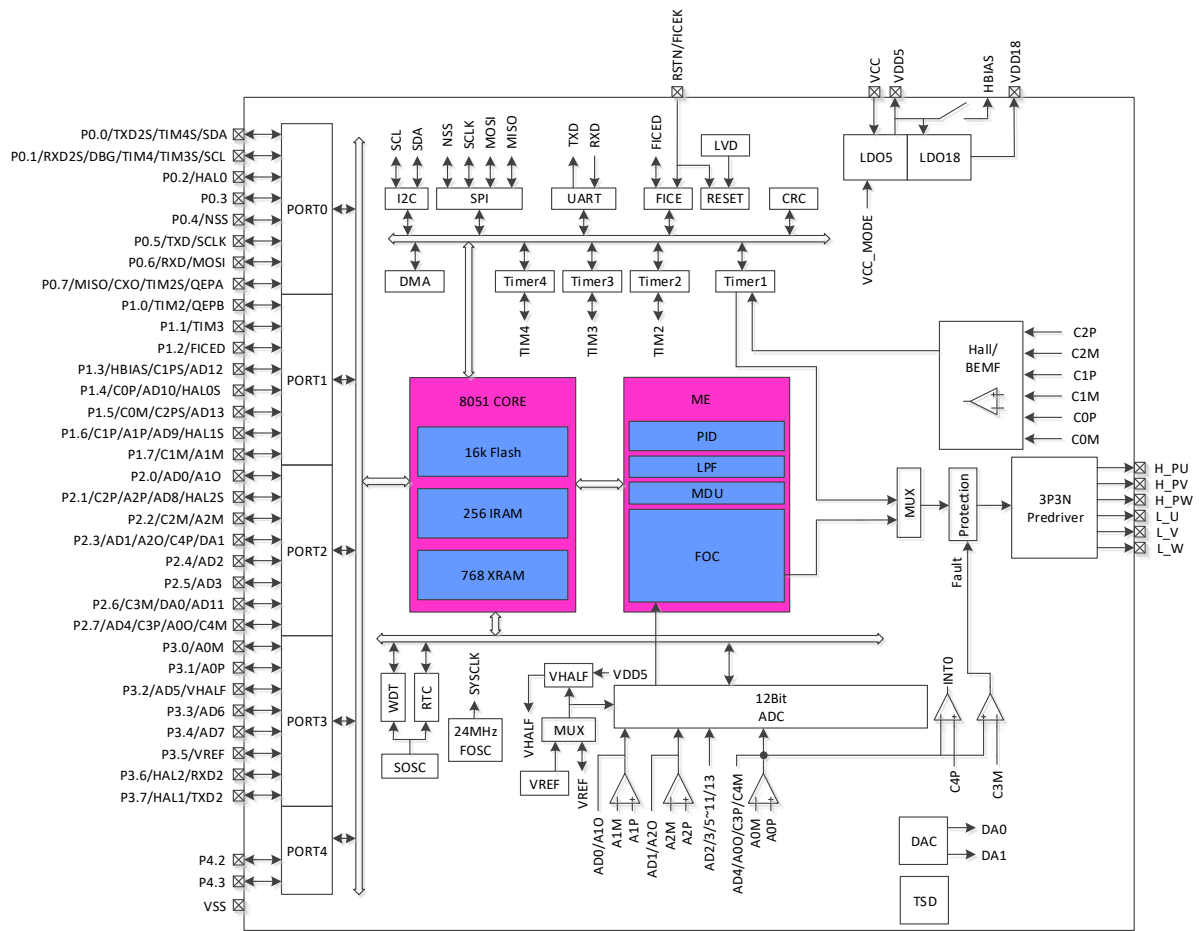 RSTN/FICEK
VCC
VDD5
HBIAS
VDD18
P0.0/TXD2S/TIM4S/SDA
P0.1/RXD2S/DBG/TIM4/TIM3S/SCL
P0.2/HAL0
P0.3
P0.4/NSS
P0.5/TXD/SCLK
P0.6/RXD/MOSI
P0.7/MISO/CXO/TIM2S/QEPA
P1.0/TIM2/QEPB
P1.1/TIM3
P1.2/FICED
P1.3/HBIAS/C1PS/AD12
P1.4/C0P/AD10/HAL0S
P1.5/C0M/C2PS/AD13
P1.6/C1P/A1P/AD9/HAL1S
P1.7/C1M/A1M
P2.0/AD0/A1O
P2.1/C2P/A2P/AD8/HAL2S
P2.2/C2M/A2M
P2.3/AD1/A2O/C4P/DA1
P2.4/AD2
P2.5/AD3
P2.6/C3M/DA0/AD11
P2.7/AD4/C3P/A0O/C4M
P3.0/A0M
P3.1/A0P
P3.2/AD5/VHALF
P3.3/AD6
P3.4/AD7
P3.5/VREF
P3.6/HAL2/RXD2
P3.7/HAL1/TXD2
P4.2
P4.3
VSS
PORT0
PORT1
PORT2
PORT3
PORT4
SCL
SDA
NSS
SCLK
MOSI
MISO
TXD
RXD
FICED
LVD
I2C
SPI
UART
FICE
RESET
CRC
LDO5
LDO18
VCC_MODE
DMA
Timer4
Timer3
Timer2
Timer1
TIM4
TIM3
TIM2
Hall/
BEMF
C2P
C2M
C1P
C1M
C0P
C0M
8051 CORE
16k Flash
256 IRAM
768 XRAM
ME
PID
LPF
MDU
FOC
MUX
Protection
Fault
3P3N
Predriver
H_PU
H_PV
H_PW
L_U
L_V
L_W
WDT
RTC
SOSC
SYSCLK
24MHz
FOSC
VHALF
VDD5
VHALF
MUX
VREF
VREF
12Bit
ADC
AD0/A1O
A1M
A1P
AD1/A2O
A2M
A2P
AD2/3/5~11/13
AD4/A0O/C3P/C4M
A0M
A0P
INT0
C4P
C3M
DAC
DA0
DA1
TSD